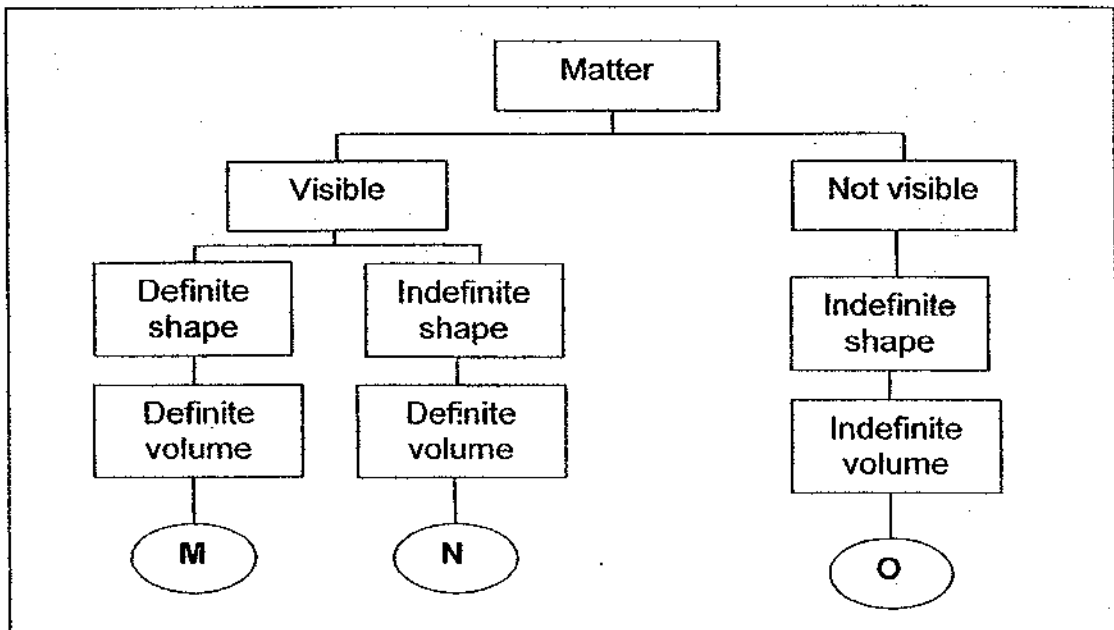 Matter
Visible
Not visible
Definite
shape
Indefinite
shape
Indefinite
shape
Definite
volume
Definite
volume
Indefinite
volume
M
N
O